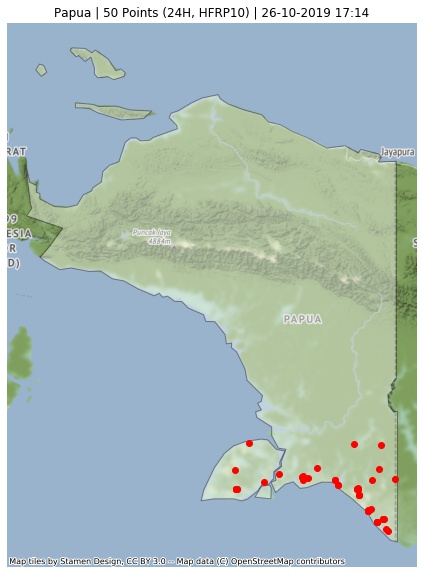 Papua | 50 Points (24H, HFRP10) | 26-10-2019 17:14
Jayapura
RAT
99
ESIA
R
D)
Puncak Jaya
4884m
S
PAPUA
Map tiles by Stamen Design, CC BY 3.0 -- Map data (C) OpenStreetMap contributors